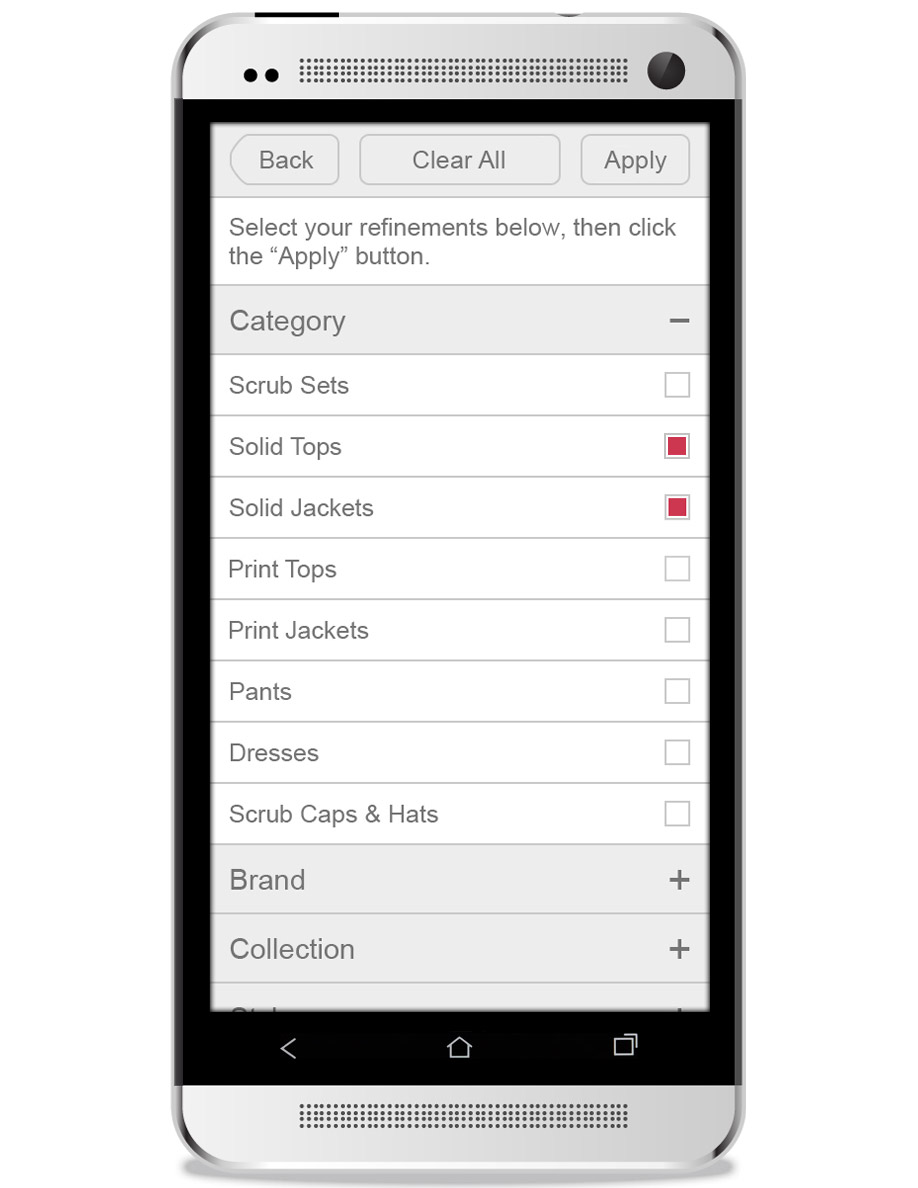 Back Clear All Apply
Select your refinements below, then click
the “Apply” button.
Category
Scrub Sets
Solid Tops
Solid Jackets
Print Tops
Print Jackets
Pants
Dresses
Scrub Caps & Hats
Brand
Collection